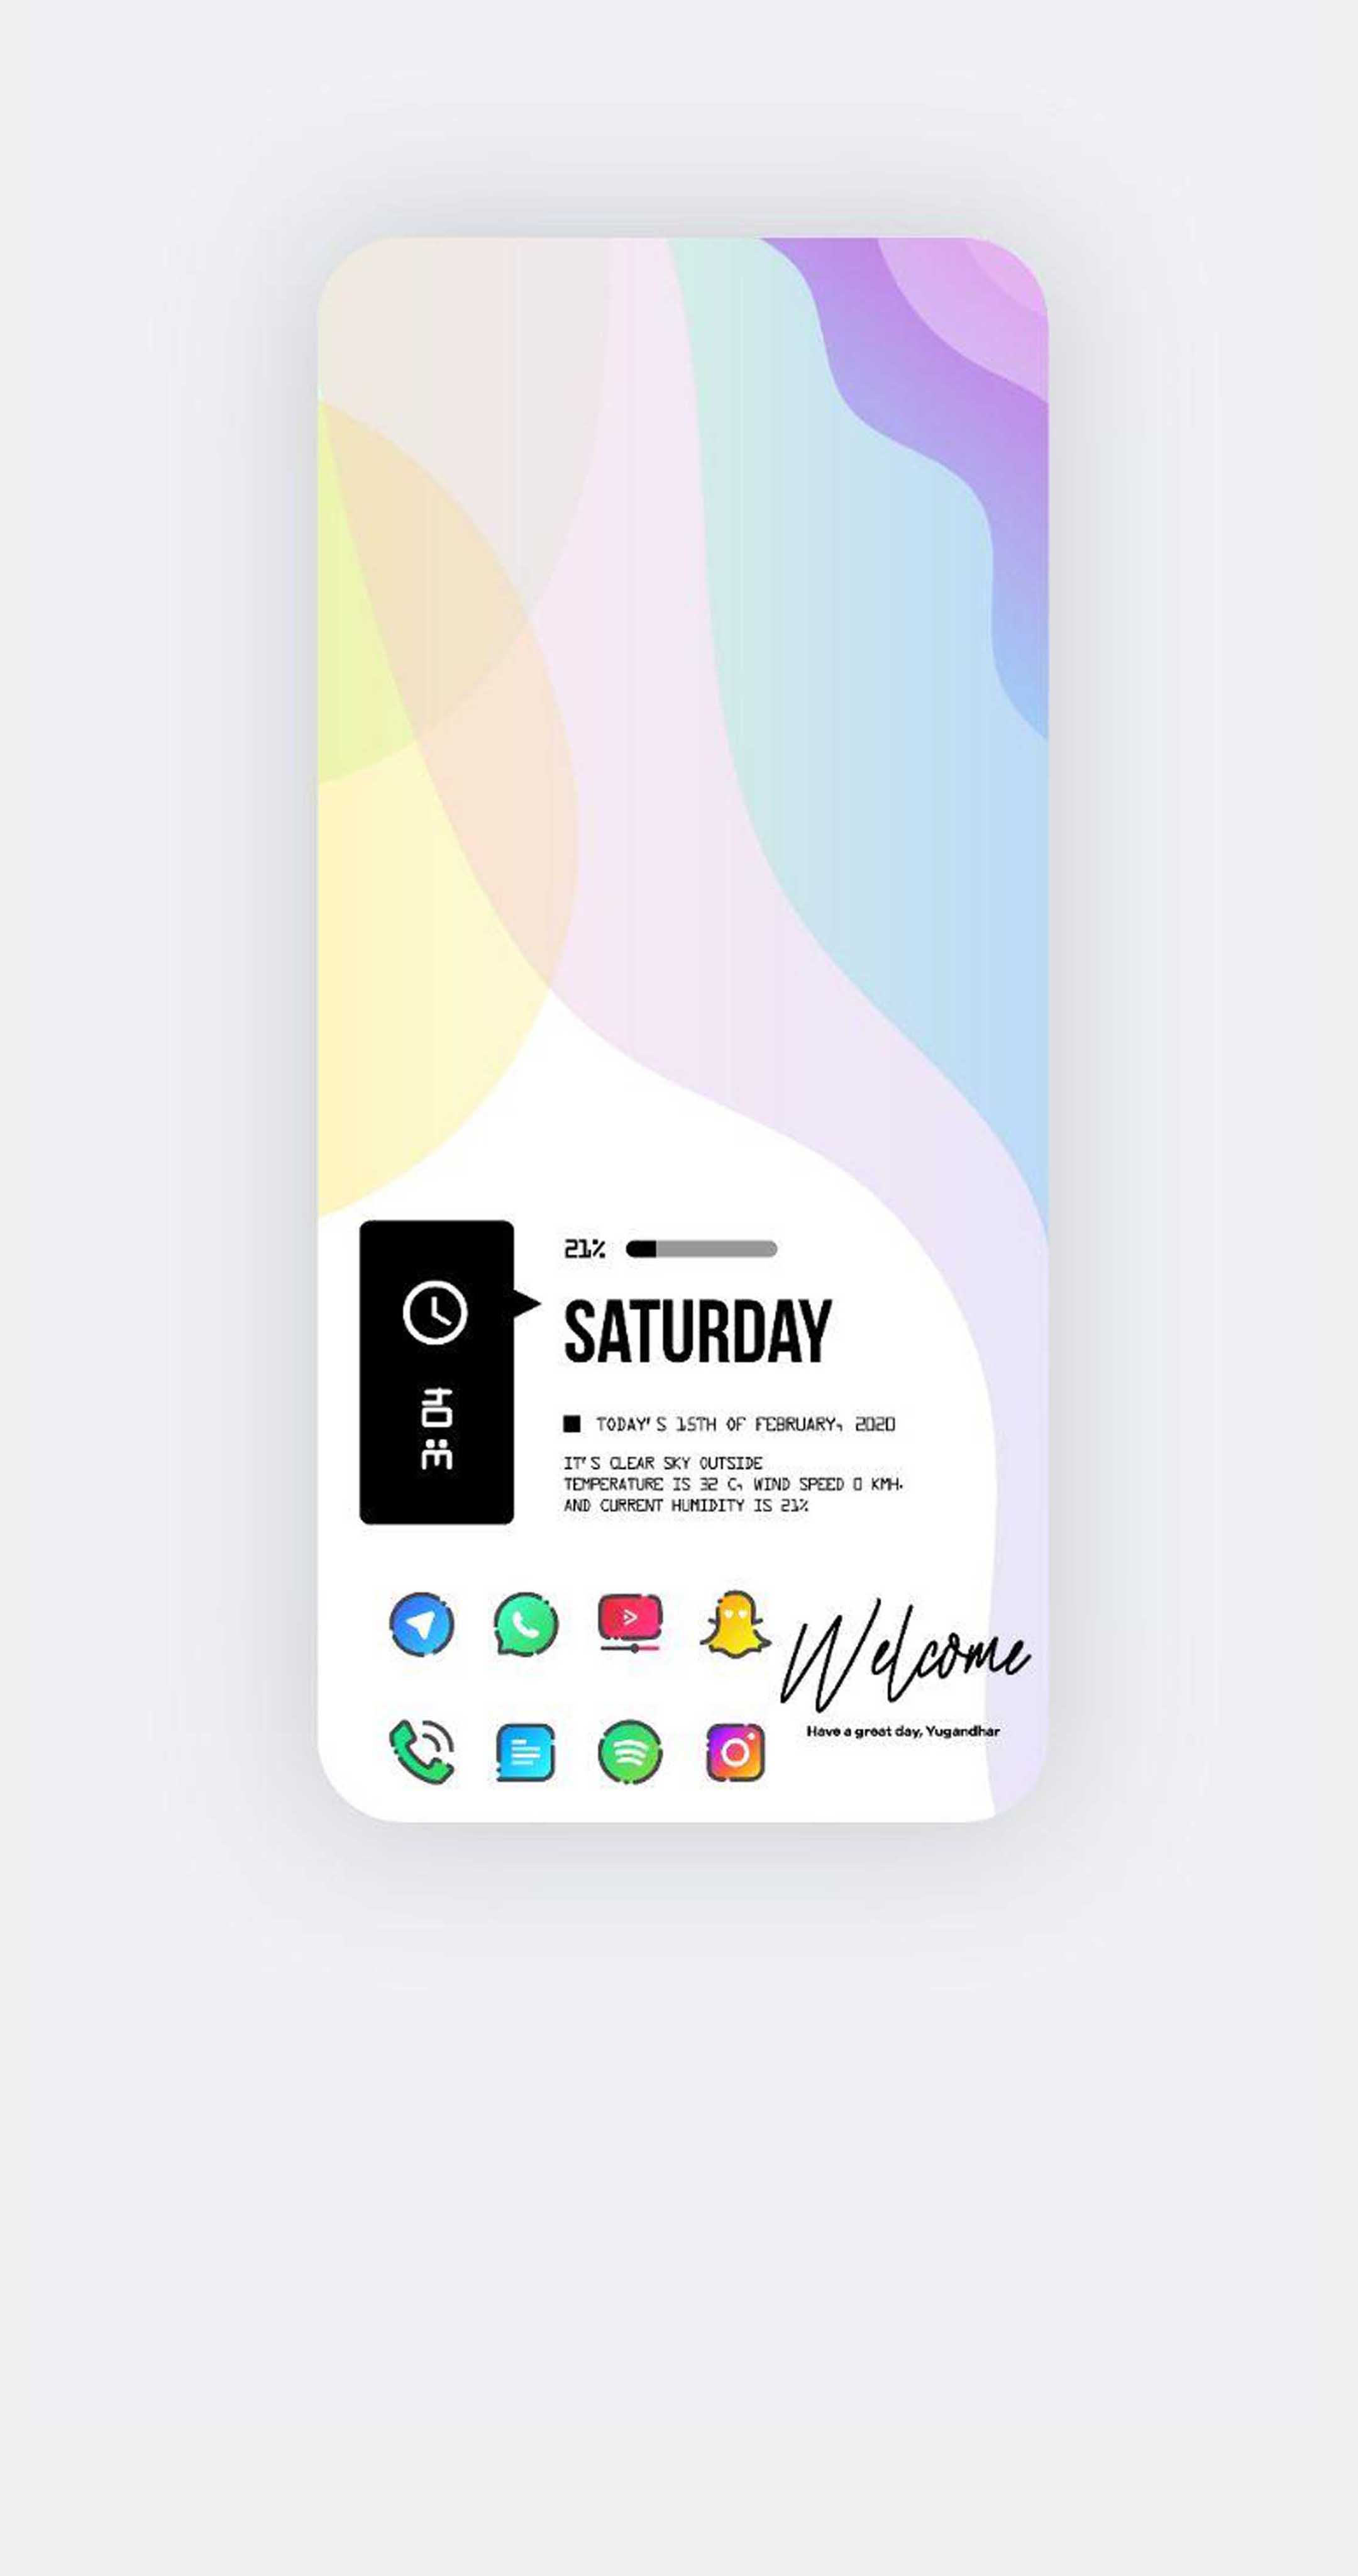 21%
SATURDAY
3:04
TODAY'S 15TH OF FEBRUARY, 2020
IT'S CLEAR SKY OUTSIDE
TEMPERATURE IS 32 C, WIND SPEED 0 KMH.
AND CURRENT HUMIDITY IS 21%
Welcome
Have a great day, Yugandhar